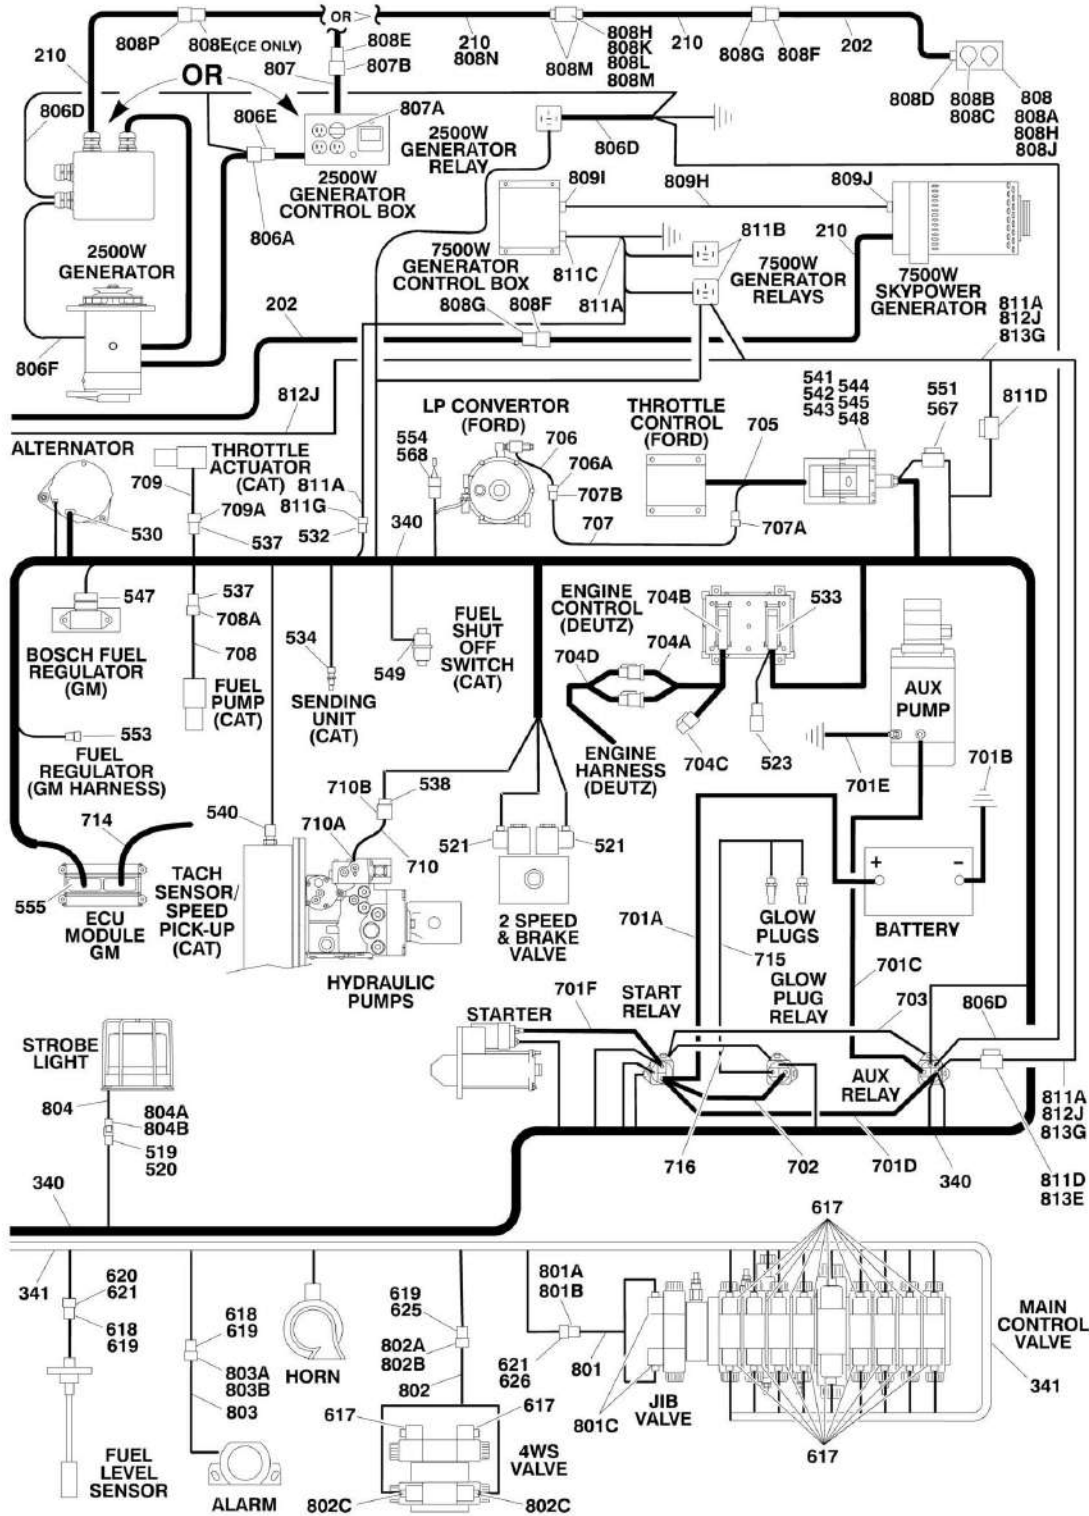 OR
808P
808E(CE ONLY)
808E
210
808N
808H
808K
808L
808M
808M
210
808G
808F
202
210
807
807B
OR
808D
808B
808C
808
808A
808H
808J
806D
806E
807A
2500W
GENERATOR
RELAY
806D
2500W
GENERATOR
CONTROL BOX
809I
809H
809J
806A
811B
210
2500W
GENERATOR
7500W
GENERATOR
CONTROL BOX
811C
811A
7500W
GENERATOR
RELAYS
7500W
SKYPOWER
GENERATOR
808G
808F
811A
812J
813G
202
806F
812J
LP CONVERTOR
(FORD)
THROTTLE
CONTROL
(FORD)
541
542
543
544
545
548
551
567
811D
ALTERNATOR
THROTTLE
ACTUATOR
(CAT)
554
568
706
705
709
811A
706A
709A
811G
707B
530
537
532
340
707
707A
547
537
708A
ENGINE
CONTROL
(DEUTZ)
704B
533
534
FUEL
SHUT
OFF
SWITCH
(CAT)
704A
704D
BOSCH FUEL
REGULATOR
(GM)
708
549
FUEL
PUMP
(CAT)
SENDING
UNIT
(CAT)
AUX
PUMP
553
FUEL
REGULATOR
(GM HARNESS)
ENGINE
HARNESS
(DEUTZ)
704C
523
701E
701B
710B
538
540
714
710A
710
521
521
+
-
555
ECU
MODULE
GM
TACH
SENSOR/
SPEED
PICK-UP
(CAT)
2 SPEED
& BRAKE
VALVE
701A
GLOW
PLUGS
BATTERY
715
701C
HYDRAULIC
PUMPS
701F
START
RELAY
GLOW
PLUG
RELAY
703
806D
STARTER
STROBE
LIGHT
AUX
RELAY
804
804A
804B
519
520
811A
812J
813G
716
702
701D
340
811D
813E
340
617
341
620
621
618
619
618
619
803A
803B
803
HORN
619
625
802A
802B
802
801A
801B
621
626
801
MAIN
CONTROL
VALVE
341
JIB
VALVE
801C
617
617
617
FUEL
LEVEL
SENSOR
4WS
VALVE
ALARM
802C
802C